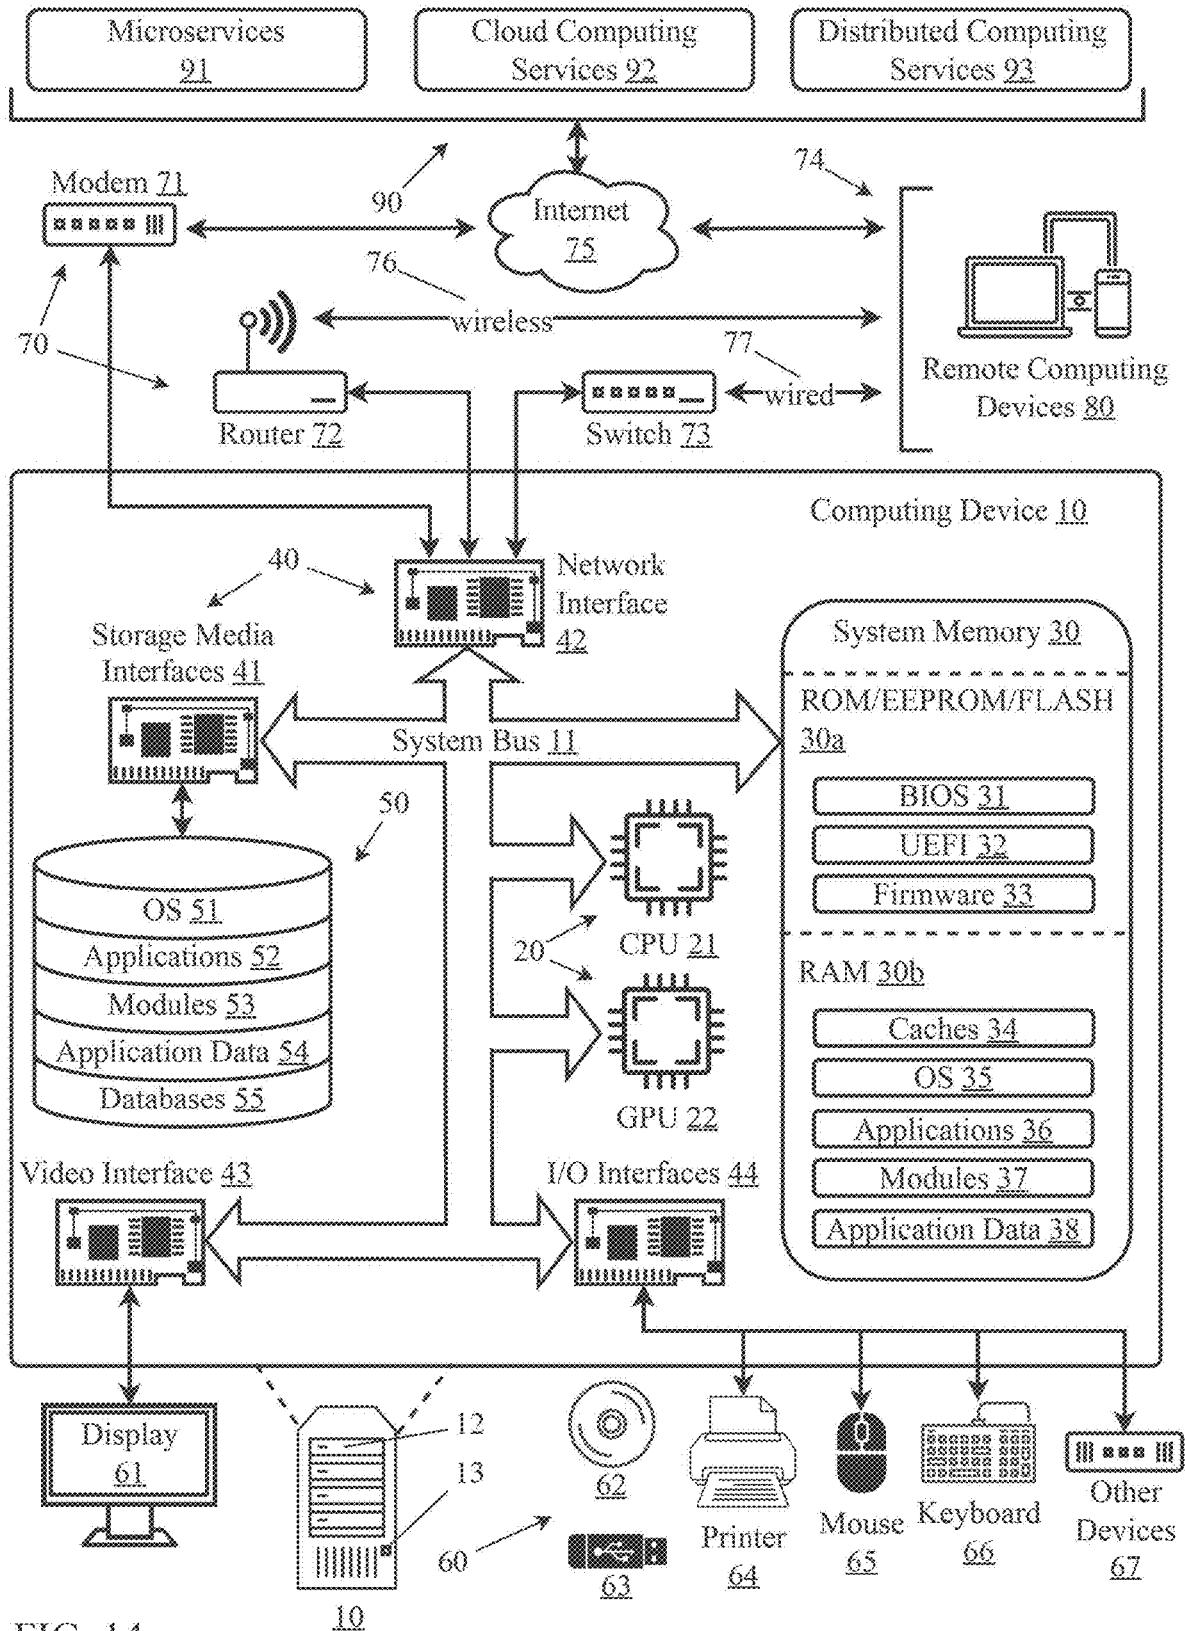 Microservices
91
Cloud Computing
Services 92
Distributed Computing
Services 93
90
74
Modem 71
Internet
75
76
wireless
70
77
wired
Router 72
Switch 73
Remote Computing
Devices 80
Computing Device 10
40
Network
Interface
42
Storage Media
Interfaces 41
System Bus 11
System Memory 30
ROM/EEPROM/FLASH
30a
BIOS 31
UEFI 32
Firmware 33
RAM 30b
Caches 34
OS 35
Applications 36
Modules 37
Application Data 38
50
OS 51
Applications 52
Modules 53
Application Data 54
Databases 55
20
CPU 21
GPU 22
Video Interface 43
I/O Interfaces 44
Display
61
12
13
10
60
62
63
Printer
64
Mouse
65
Keyboard
66
Other
Devices
67
FIG. 14